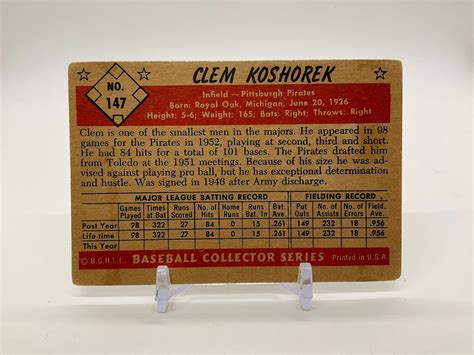 NO.
147
CLEM KOSHOREK
Infield — Pittsburgh Pirates
Born: Royal Oak, Michigan, June 20, 1926
Height: 5-6; Weight: 165; Bats: Right; Throws: Right
Clem is one of the smallest men in the majors. He appeared in 98
games for the Pirates in 1952, playing at second, third and short.
He had 84 hits for a total of 101 bases. The Pirates drafted him
from Toledo at the 1951 meetings. Because of his size he was ad-
vised against playing pro ball, but he has exceptional determination
and hustle. Was signed in 1946 after Army discharge.
MAJOR LEAGUE BATTING RECORD FIELDING RECORD
Games Played Times at Bat Runs Scored No. Hits Home Runs Runs Bat. In Bat. Ave. Put Outs No. Assists No. Errors Field. Ave.
Past Year 98 322 27 84 0 15 .261 149 232 18 .956
Life time 98 322 27 84 0 15 .261 149 232 18 .956
This Year
© B.G.H.L.I. BASEBALL COLLECTOR SERIES Printed in U.S.A.